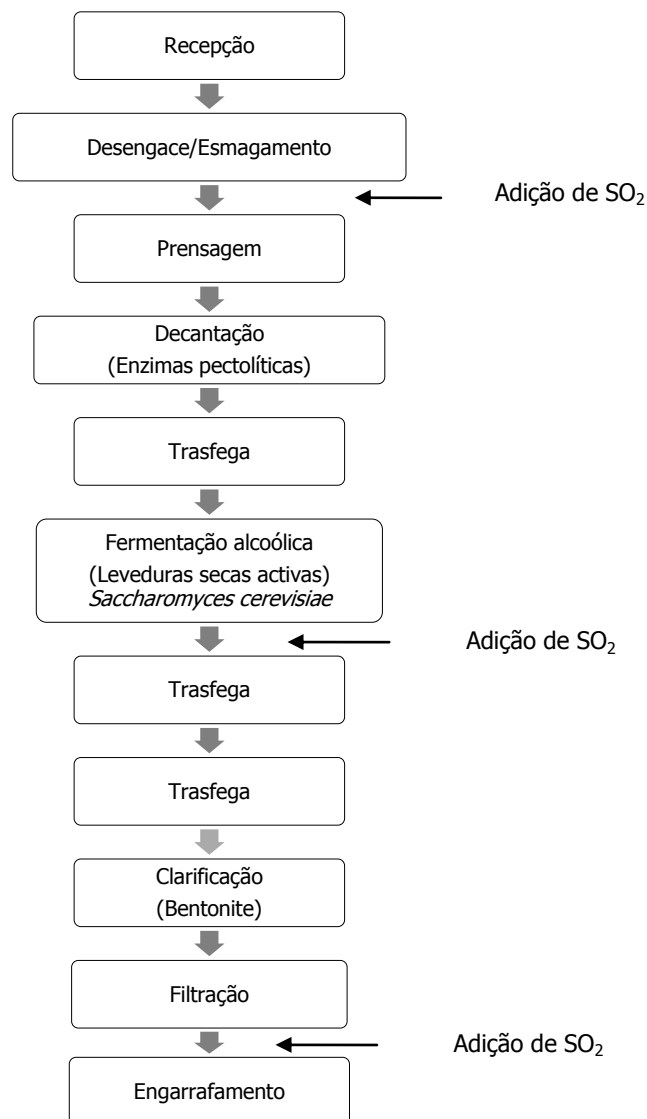 Recepção
Desengace/Esmagamento
Adição de SO₂
Prensagem
Decantação
(Enzimas pectolíticas)
Trasfega
Fermentação alcoólica
(Leveduras secas activas)
Saccharomyces cerevisiae
Adição de SO₂
Trasfega
Trasfega
Clarificação
(Bentonite)
Filtração
Adição de SO₂
Engarrafamento